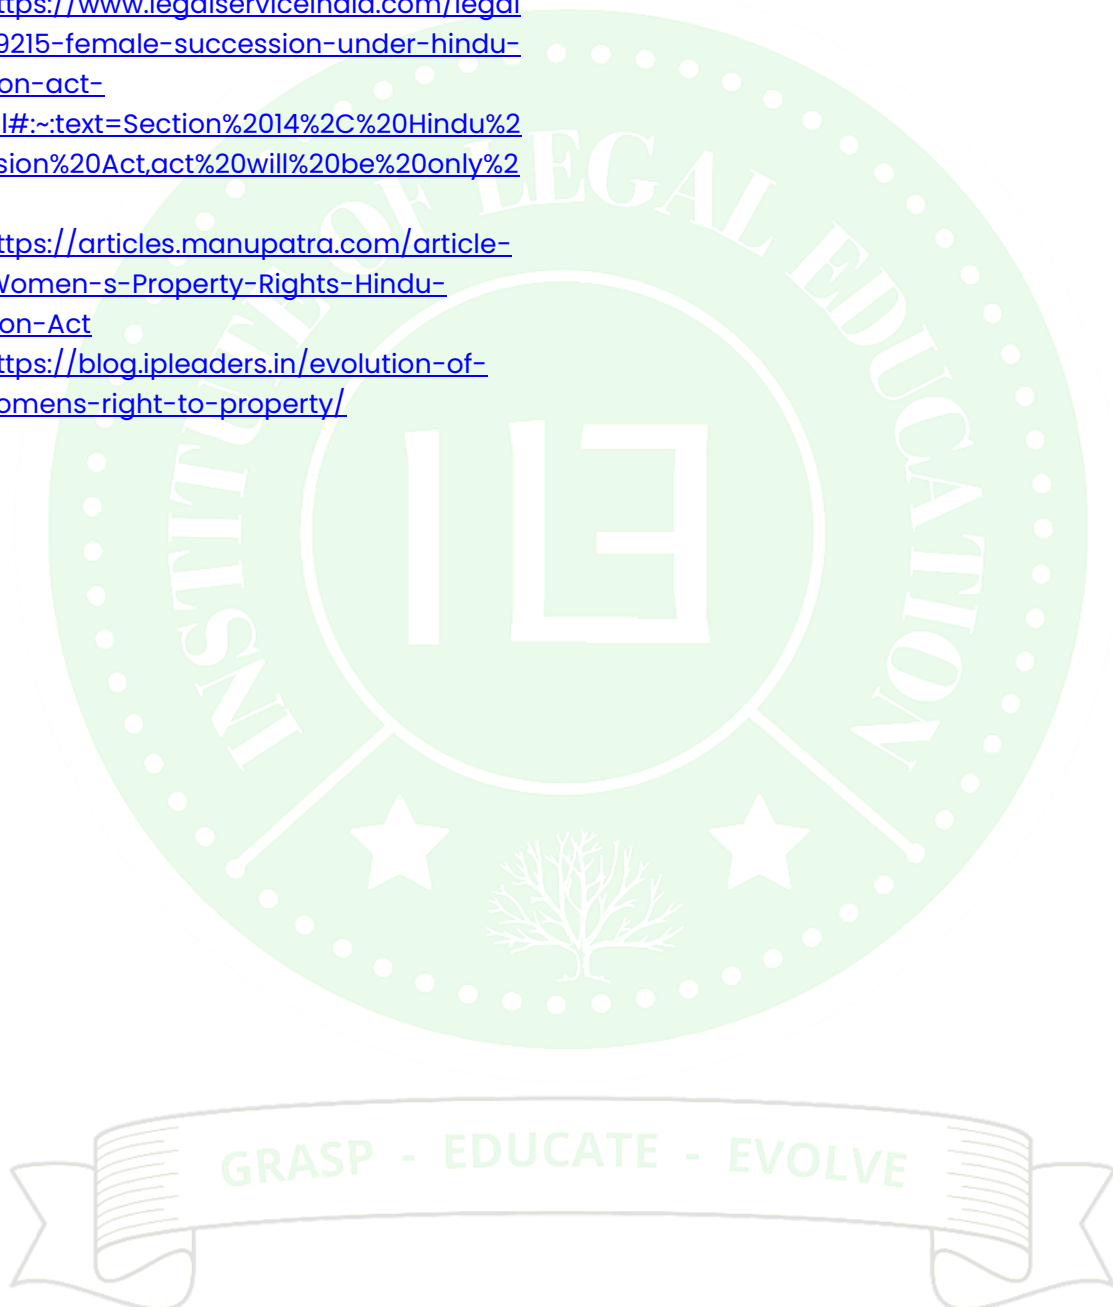 ttps://www.legalserviceindia.com/legal
9215-female-succession-under-hindu-
on-act-
l#:~:text=Section%2014%2C%20Hindu%2
sion%20Act,act%20will%20be%20only%2
ttps://articles.manupatra.com/article-
Women-s-Property-Rights-Hindu-
on-Act
ttps://blog.ipleaders.in/evolution-of-
omens-right-to-property/
INSTITUTE OF LEGAL EDUCATION
ILE
GRASP - EDUCATE - EVOLVE